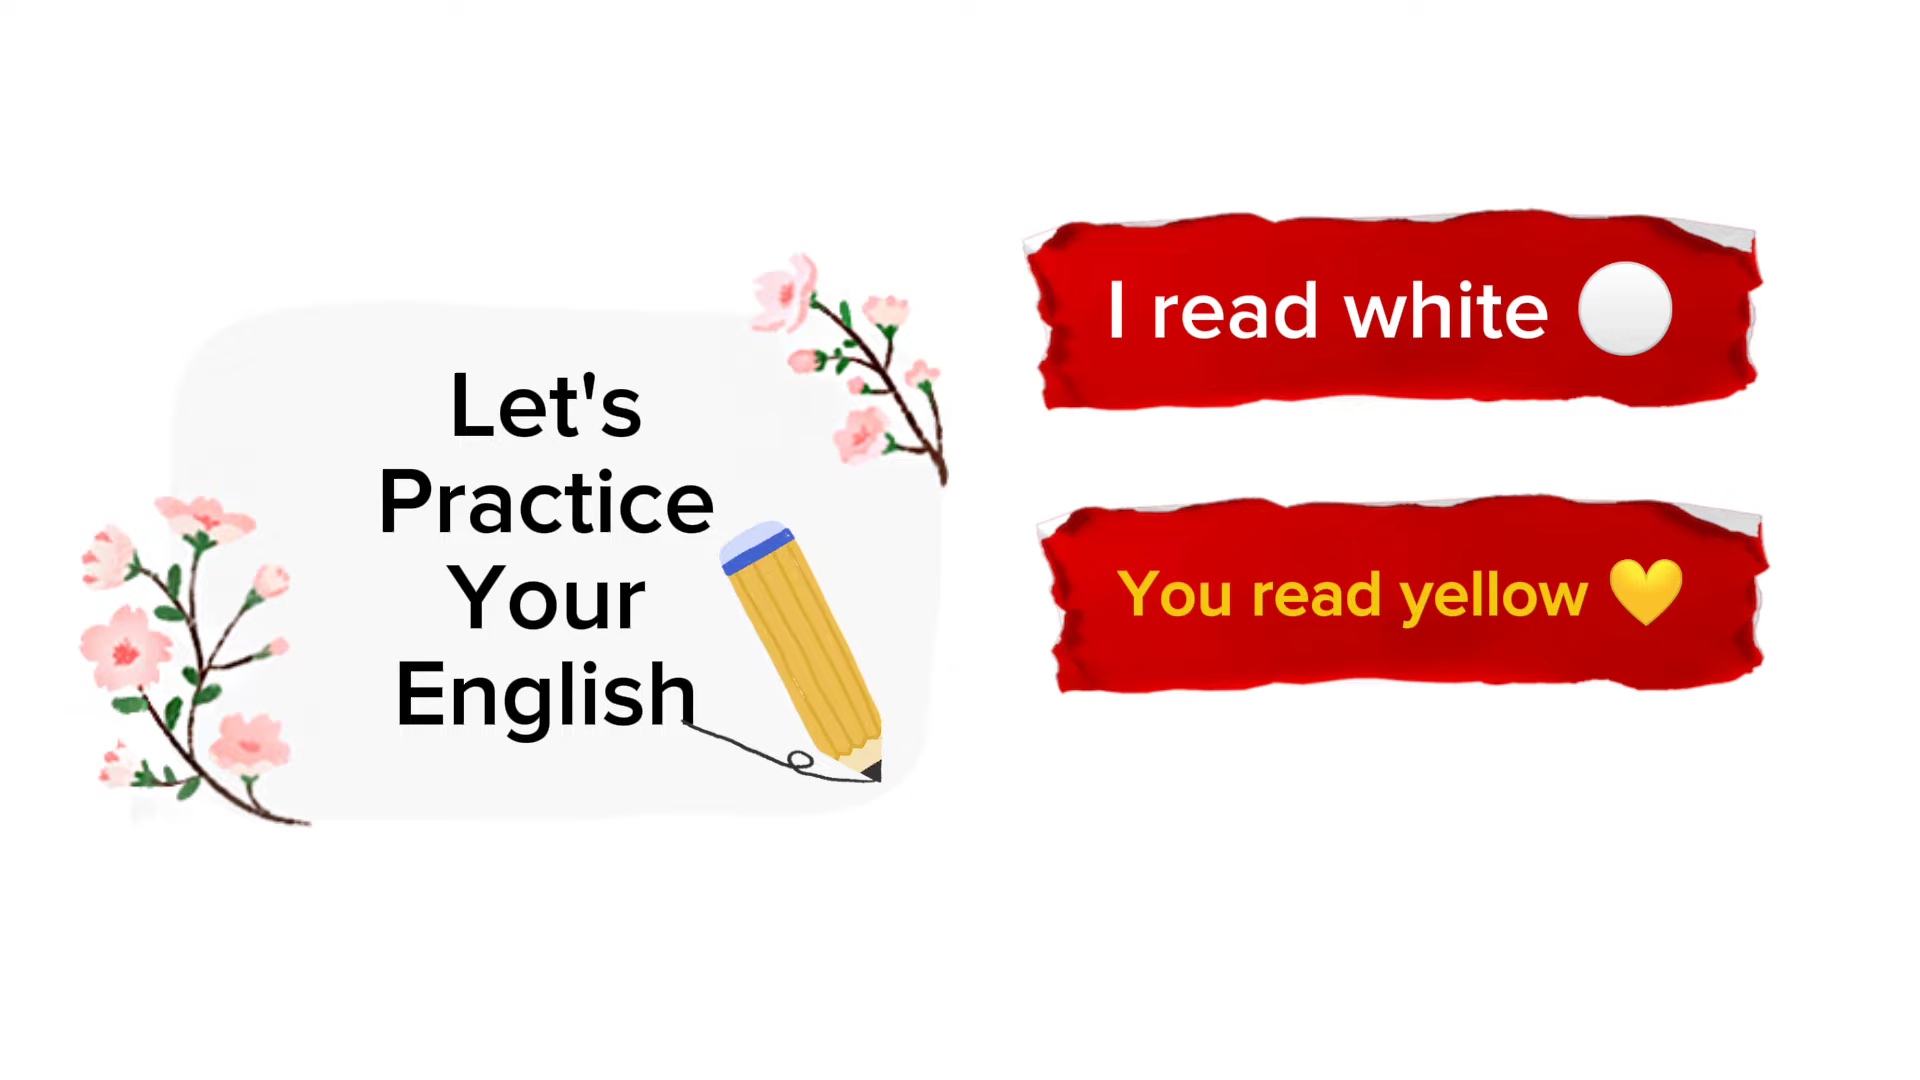 Let's
Practice
Your
English
I read white
You read yellow